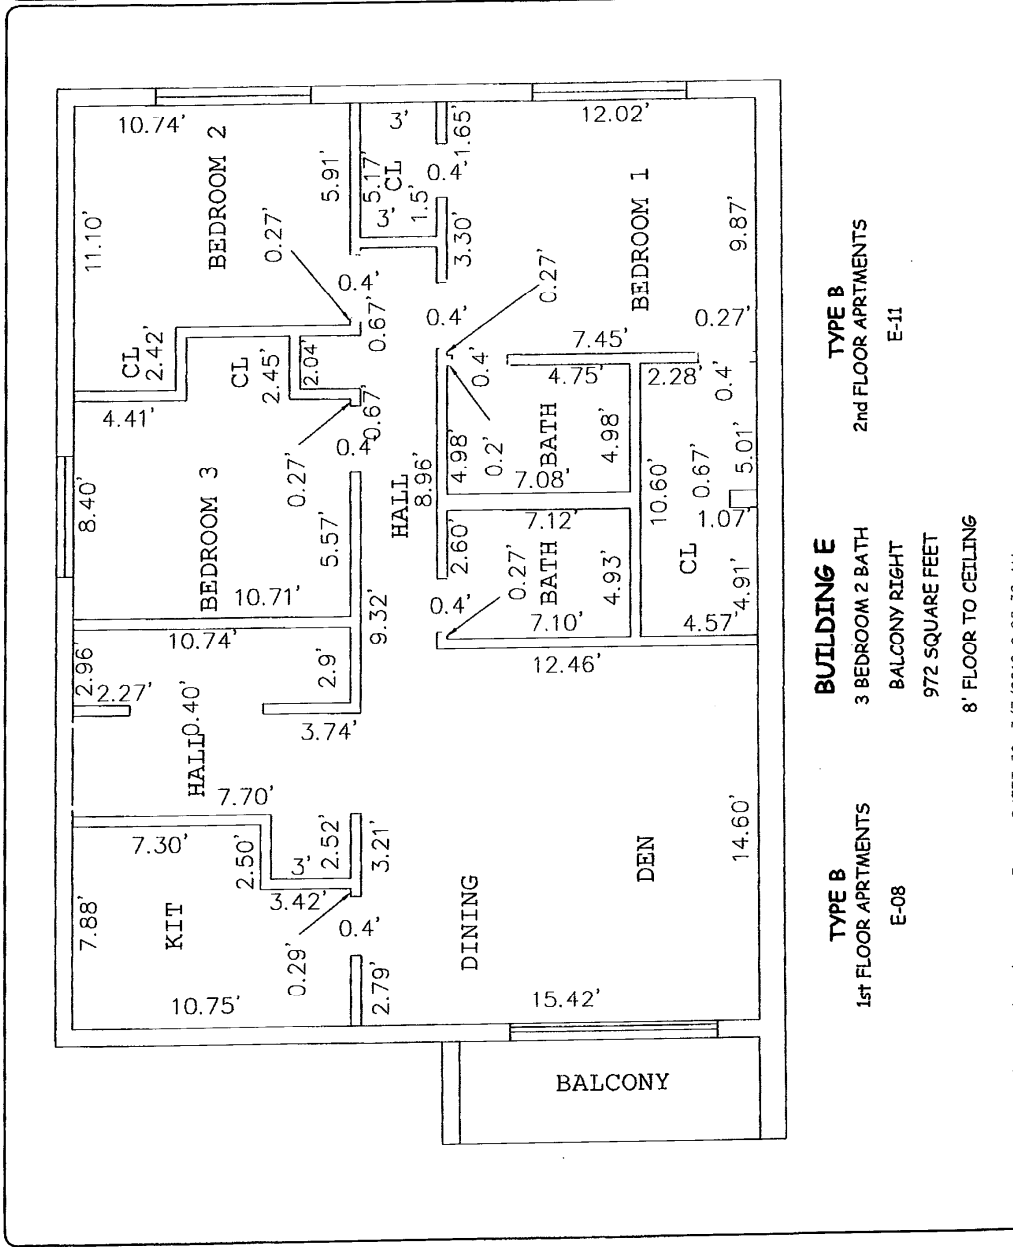 10.74'
BEDROOM 2
11.10'
5.91'
0.27'
3'
5.17'
CL
3'
1.5'
0.4'
1.65'
3.30'
12.02'
BEDROOM 1
9.87'
0.27'
0.27'
CL
2.42'
CL
2.45'
2.04'
0.4'
0.67'
0.4'
7.45'
4.41'
0.67'
0.4'
0.27'
0.4'
4.75'
2.28'
0.4'
8.40'
BEDROOM 3
5.57'
10.71'
HALL
8.96'
4.98'
0.2'
BATH
7.08'
4.98'
10.60'
0.67'
5.01'
1.07'
CL
7.12'
2.60'
0.27'
BATH
4.93'
7.10'
0.4'
4.57'
4.91'
9.32'
10.74'
2.96'
2.27'
0.40'
HALL
2.9'
3.74'
12.46'
7.70'
7.30'
2.50'
3'
2.52'
3.21'
3.42'
7.88'
KIT
0.29'
0.4'
10.75'
2.79'
DINING
DEN
14.60'
15.42'
BALCONY
BUILDING E
3 BEDROOM 2 BATH
BALCONY RIGHT
972 SQUARE FEET
8' FLOOR TO CEILING
TYPE B
1st FLOOR APRTMENTS
E-08
TYPE B
2nd FLOOR APRTMENTS
E-11